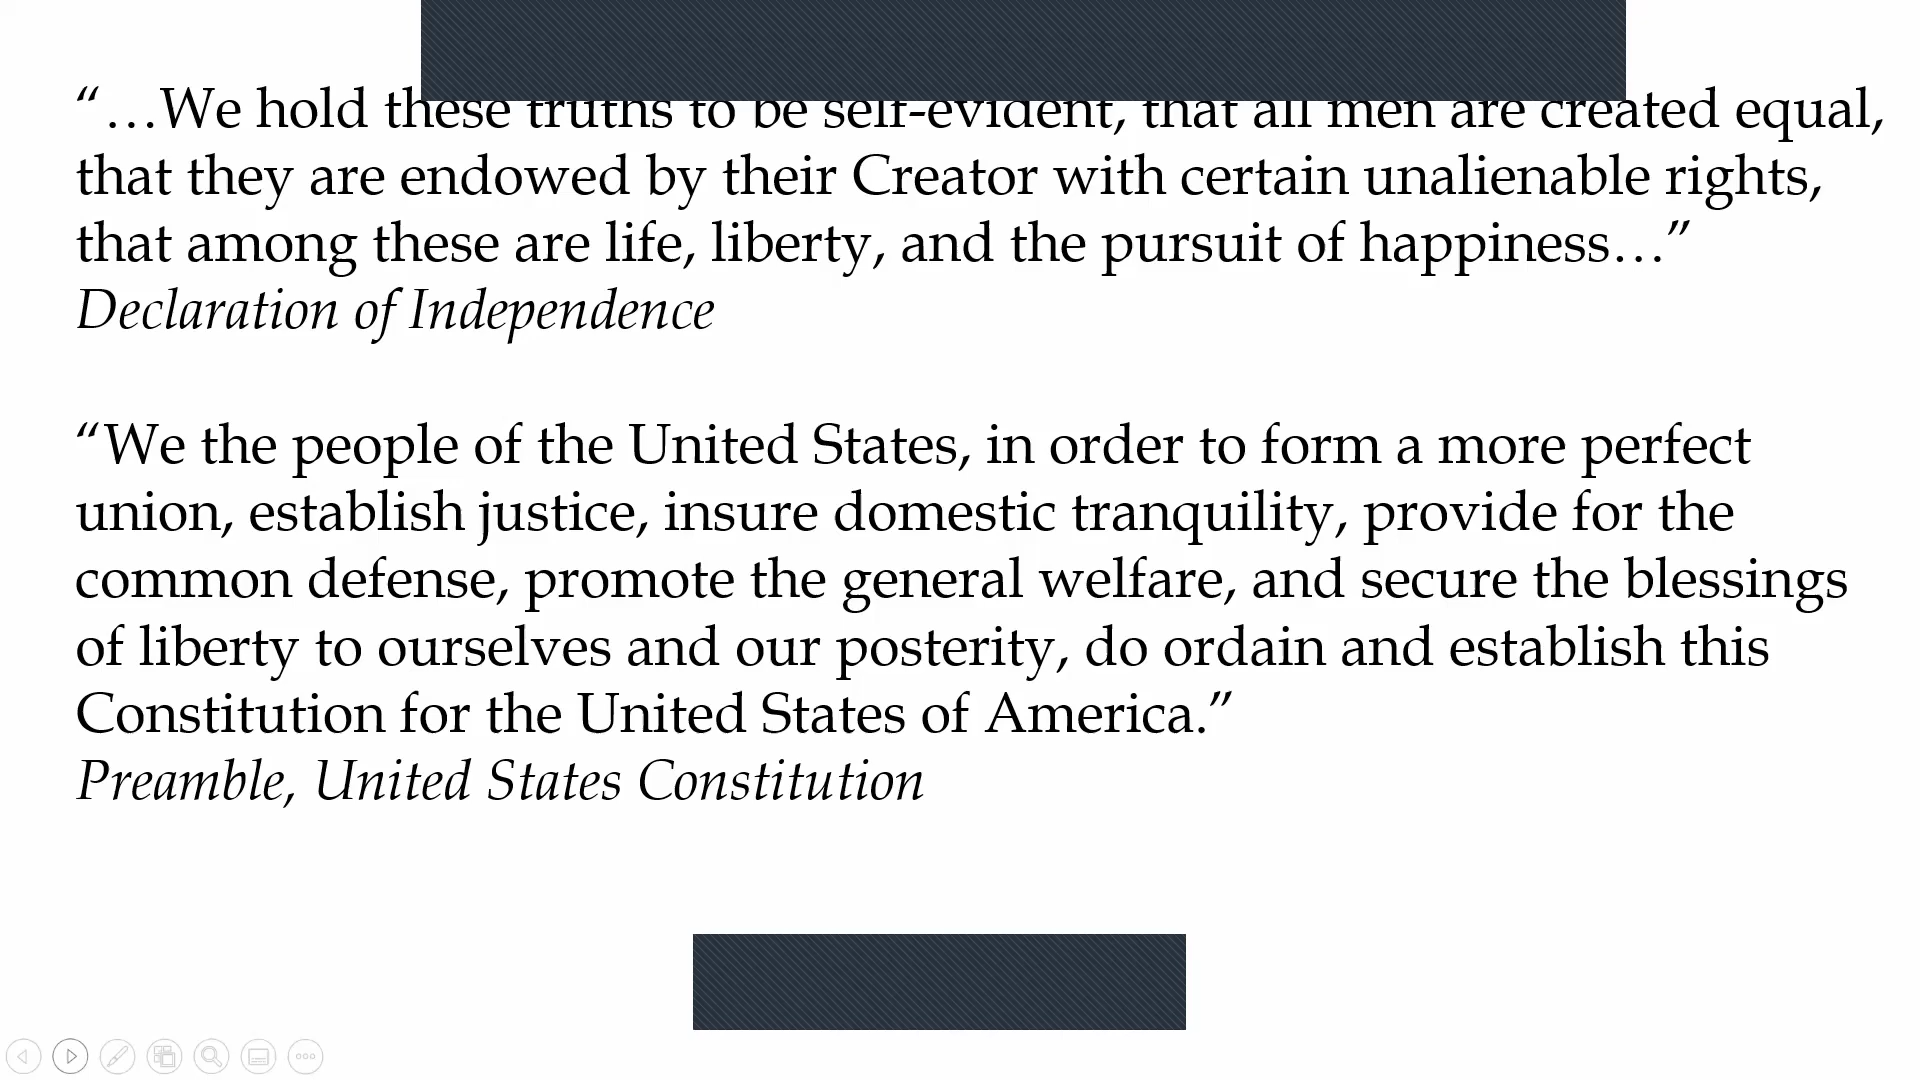 “…We hold these truths to be self-evident, that all men are created equal,
that they are endowed by their Creator with certain unalienable rights,
that among these are life, liberty, and the pursuit of happiness…”
Declaration of Independence
“We the people of the United States, in order to form a more perfect
union, establish justice, insure domestic tranquility, provide for the
common defense, promote the general welfare, and secure the blessings
of liberty to ourselves and our posterity, do ordain and establish this
Constitution for the United States of America.”
Preamble, United States Constitution